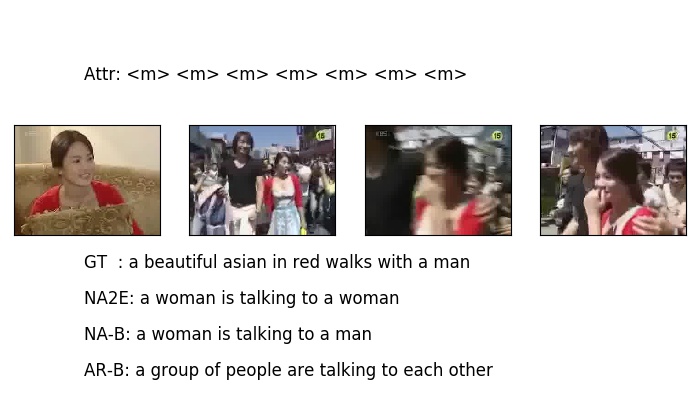 Attr: <m> <m> <m> <m> <m> <m> <m>
15
15
15
GT : a beautiful asian in red walks with a man
NA2E: a woman is talking to a woman
NA-B: a woman is talking to a man
AR-B: a group of people are talking to each other